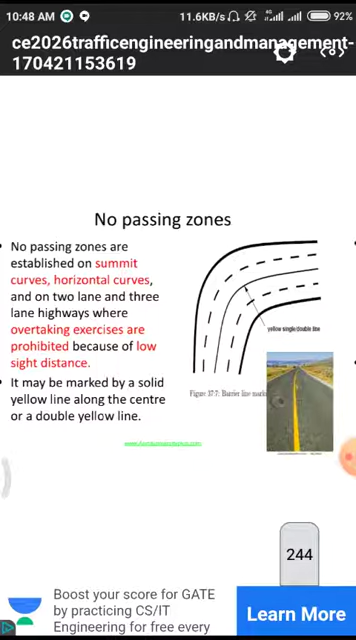 10:48 AM
11.6KB/s
4G
92%
ce2026trafficengineeringandmanagement-
170421153619
No passing zones
• No passing zones are
established on summit
curves, horizontal curves,
and on two lane and three
lane highways where
overtaking exercises are
prohibited because of low
sight distance.
• It may be marked by a solid
yellow line along the centre
or a double yellow line.
yellow single/double line
Figure 37:7: Barrier line mark
244
Boost your score for GATE
by practicing CS/IT
Engineering for free every
Learn More